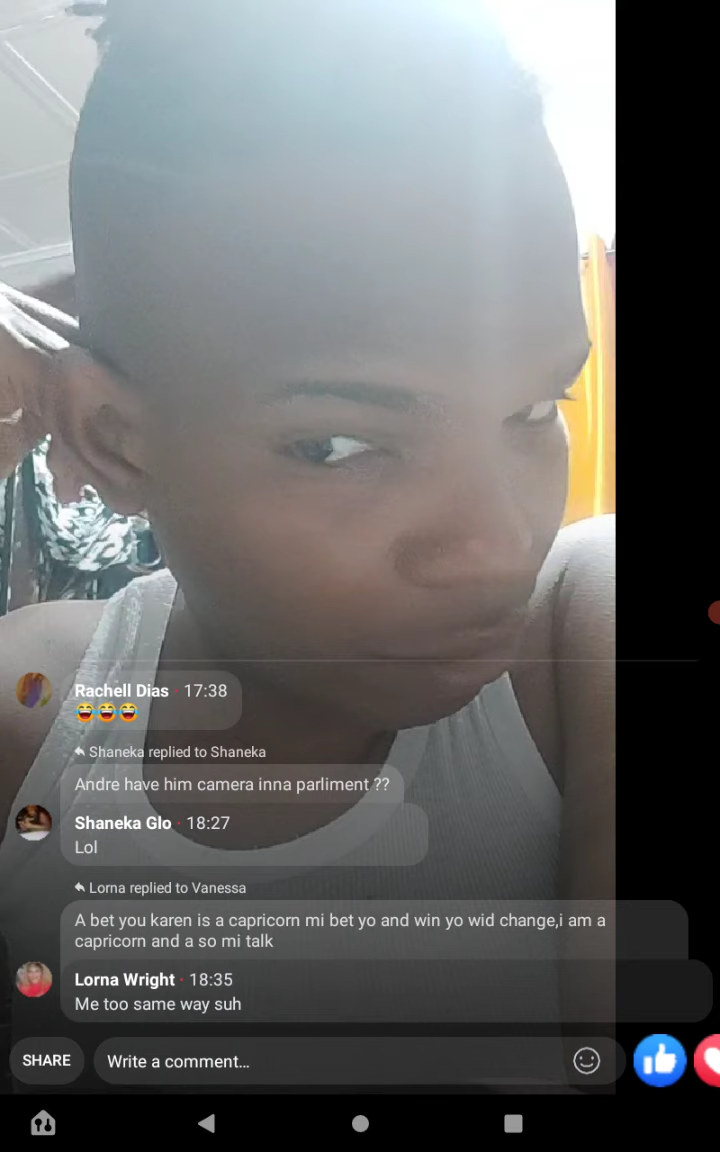 Rachell Dias · 17:38
😂😂😂
Shaneka replied to Shaneka
Andre have him camera inna parliment ??
Shaneka Glo · 18:27
Lol
Lorna replied to Vanessa
A bet you karen is a capricorn mi bet yo and win yo wid change,i am a
capricorn and a so mi talk
Lorna Wright · 18:35
Me too same way suh
SHARE
Write a comment...